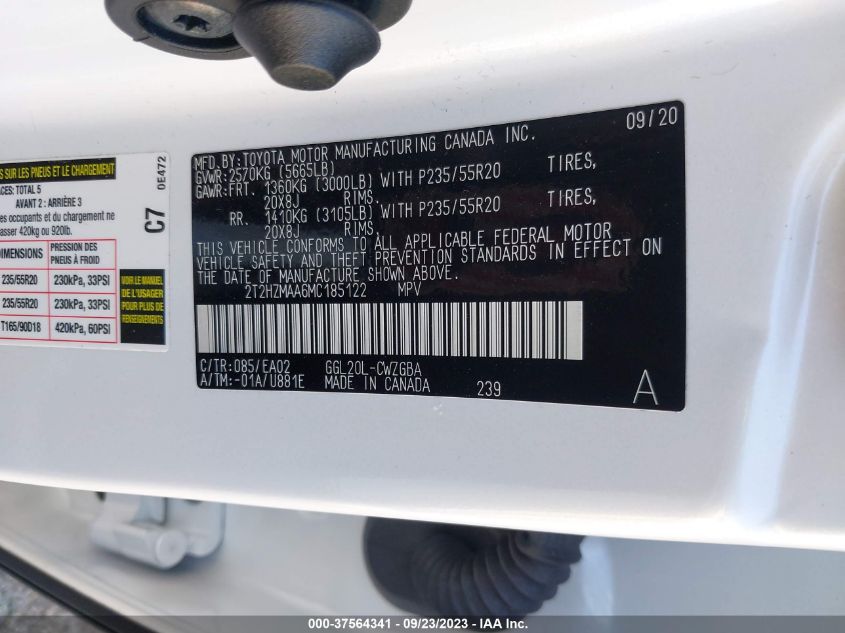 S SUR LES PNEUS ET LE CHARGEMENT
ACES: TOTAL 5
AVANT 2: ARRIÈRE 3
es occupants et du chargement ne
asser 420kg ou 920lb.
DIMENSIONS PRESSION DES PNEUS À FROID
235/55R20 230kPa, 33PSI
235/55R20 230kPa, 33PSI
T165/90D18 420kPa, 60PSI
VOIR LE MANUEL
DE L'USAGER
POUR PLUS DE
RENSEIGNEMENTS
C7
0E472
09/20
MFD.BY:TOYOTA MOTOR MANUFACTURING CANADA INC.
GVWR:2570KG (5665LB)
GAWR:FRT. 1360KG (3000LB) WITH P235/55R20 TIRES,
20X8J RIMS.
RR. 1410KG (3105LB) WITH P235/55R20 TIRES,
20X8J RIMS.
THIS VEHICLE CONFORMS TO ALL APPLICABLE FEDERAL MOTOR
VEHICLE SAFETY AND THEFT PREVENTION STANDARDS IN EFFECT ON
THE DATE OF MANUFACTURE SHOWN ABOVE.
2T2HZMAA6MC185122 MPV
C/TR:085/EA02 GGL20L-CWZGBA
A/TM:-01A/U881E MADE IN CANADA 239
A
000-37564341 - 09/23/2023 - IAA Inc.